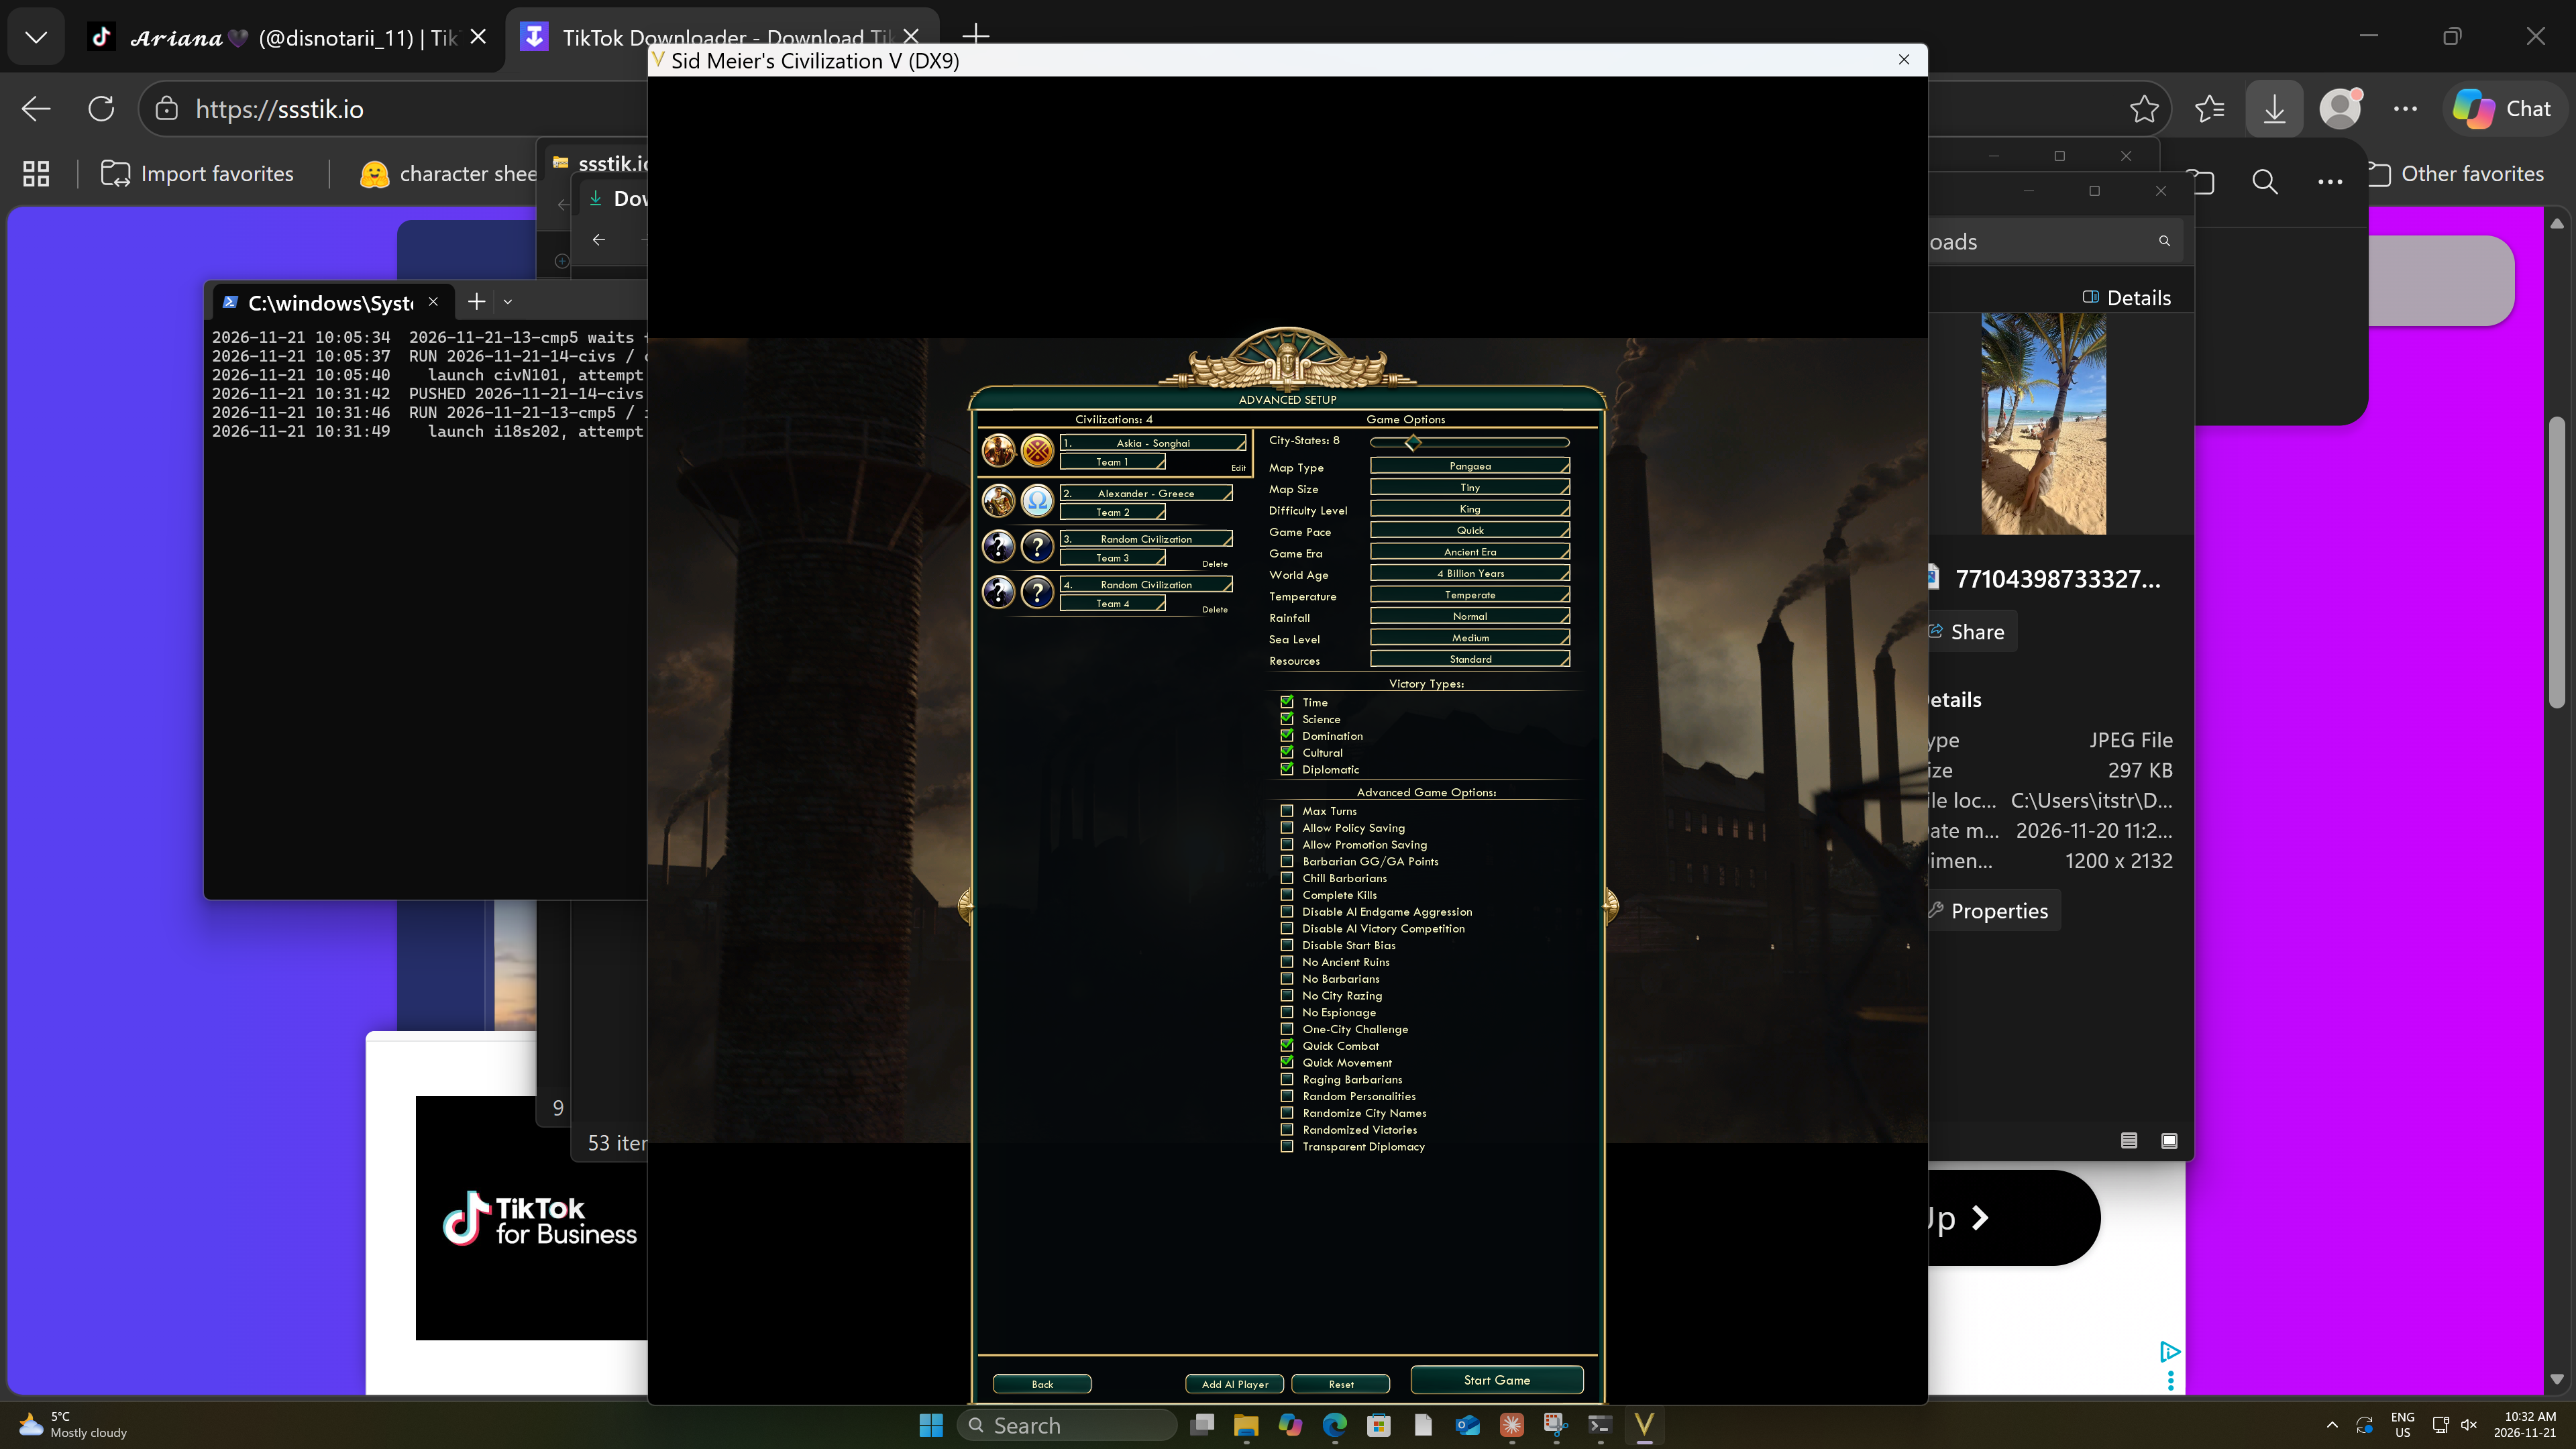 𝓐𝓻𝓲𝓪𝓷𝓪🖤 (@disnotarii_11) | Tik
TikTok Downloader - Download Tik
https://ssstik.io
Chat
Import favorites
character shee
Other favorites
ssstik.io
Dow
oads
Details
C:\windows\Syst
2026-11-21 10:05:34 2026-11-21-13-cmp5 waits
2026-11-21 10:05:37 RUN 2026-11-21-14-civs /
2026-11-21 10:05:40 launch civN101, attempt
2026-11-21 10:31:42 PUSHED 2026-11-21-14-civs
2026-11-21 10:31:46 RUN 2026-11-21-13-cmp5 /
2026-11-21 10:31:49 launch i18s202, attempt
Sid Meier's Civilization V (DX9)
ADVANCED SETUP
Civilizations: 4
1. Askia - Songhai
Team 1
Edit
2. Alexander - Greece
Team 2
3. Random Civilization
Team 3
Delete
4. Random Civilization
Team 4
Delete
Game Options
City-States: 8
Map Type Pangaea
Map Size Tiny
Difficulty Level King
Game Pace Quick
Game Era Ancient Era
World Age 4 Billion Years
Temperature Temperate
Rainfall Normal
Sea Level Medium
Resources Standard
Victory Types:
Time
Science
Domination
Cultural
Diplomatic
Advanced Game Options:
Max Turns
Allow Policy Saving
Allow Promotion Saving
Barbarian GG/GA Points
Chill Barbarians
Complete Kills
Disable AI Endgame Aggression
Disable AI Victory Competition
Disable Start Bias
No Ancient Ruins
No Barbarians
No City Razing
No Espionage
One-City Challenge
Quick Combat
Quick Movement
Raging Barbarians
Random Personalities
Randomize City Names
Randomized Victories
Transparent Diplomacy
Back
Add AI Player
Reset
Start Game
77104398733327...
Share
etails
ype JPEG File
ize 297 KB
ile loc... C:\Users\itstr\D...
ate m... 2026-11-20 11:2...
imen... 1200 x 2132
Properties
9
53 iter
TikTok
for Business
Up
5°C
Mostly cloudy
Search
ENG
US
10:32 AM
2026-11-21